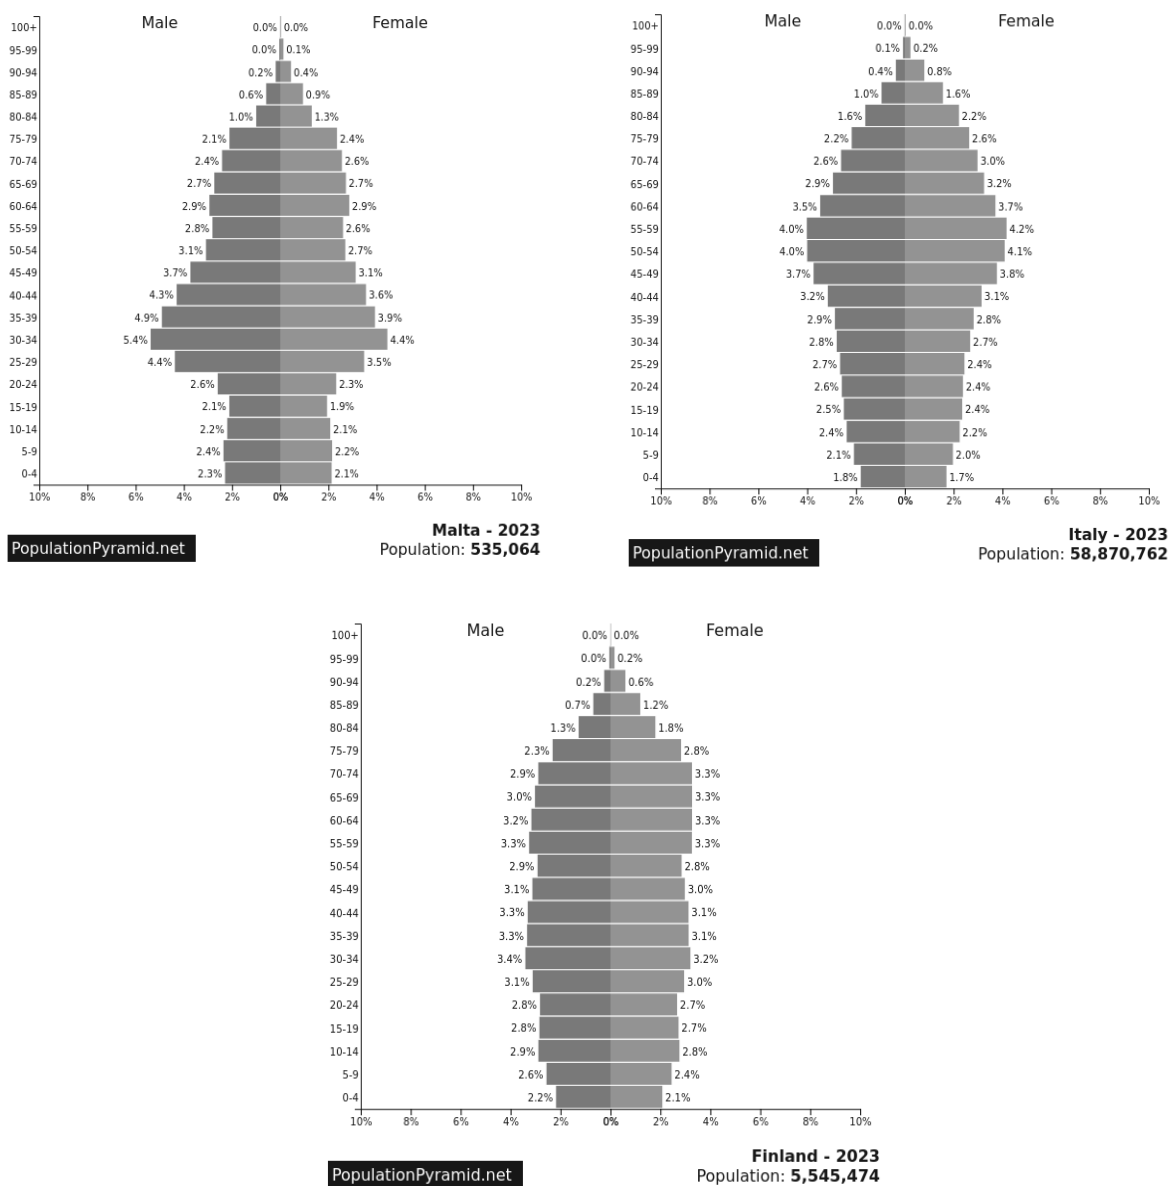 Male Female
100+ 0.0% 0.0%
95-99 0.0% 0.1%
90-94 0.2% 0.4%
85-89 0.6% 0.9%
80-84 1.0% 1.3%
75-79 2.1% 2.4%
70-74 2.4% 2.6%
65-69 2.7% 2.7%
60-64 2.9% 2.9%
55-59 2.8% 2.6%
50-54 3.1% 2.7%
45-49 3.7% 3.1%
40-44 4.3% 3.6%
35-39 4.9% 3.9%
30-34 5.4% 4.4%
25-29 4.4% 3.5%
20-24 2.6% 2.3%
15-19 2.1% 1.9%
10-14 2.2% 2.1%
5-9 2.4% 2.2%
0-4 2.3% 2.1%
10% 8% 6% 4% 2% 0% 2% 4% 6% 8% 10%
Malta - 2023
PopulationPyramid.net Population: 535,064
Male Female
100+ 0.0% 0.0%
95-99 0.1% 0.2%
90-94 0.4% 0.8%
85-89 1.0% 1.6%
80-84 1.6% 2.2%
75-79 2.2% 2.6%
70-74 2.6% 3.0%
65-69 2.9% 3.2%
60-64 3.5% 3.7%
55-59 4.0% 4.2%
50-54 4.0% 4.1%
45-49 3.7% 3.8%
40-44 3.2% 3.1%
35-39 2.9% 2.8%
30-34 2.8% 2.7%
25-29 2.7% 2.4%
20-24 2.6% 2.4%
15-19 2.5% 2.4%
10-14 2.4% 2.2%
5-9 2.1% 2.0%
0-4 1.8% 1.7%
10% 8% 6% 4% 2% 0% 2% 4% 6% 8% 10%
Italy - 2023
PopulationPyramid.net Population: 58,870,762
Male Female
100+ 0.0% 0.0%
95-99 0.0% 0.2%
90-94 0.2% 0.6%
85-89 0.7% 1.2%
80-84 1.3% 1.8%
75-79 2.3% 2.8%
70-74 2.9% 3.3%
65-69 3.0% 3.3%
60-64 3.2% 3.3%
55-59 3.3% 3.3%
50-54 2.9% 2.8%
45-49 3.1% 3.0%
40-44 3.3% 3.1%
35-39 3.3% 3.1%
30-34 3.4% 3.2%
25-29 3.1% 3.0%
20-24 2.8% 2.7%
15-19 2.8% 2.7%
10-14 2.9% 2.8%
5-9 2.6% 2.4%
0-4 2.2% 2.1%
10% 8% 6% 4% 2% 0% 2% 4% 6% 8% 10%
Finland - 2023
PopulationPyramid.net Population: 5,545,474